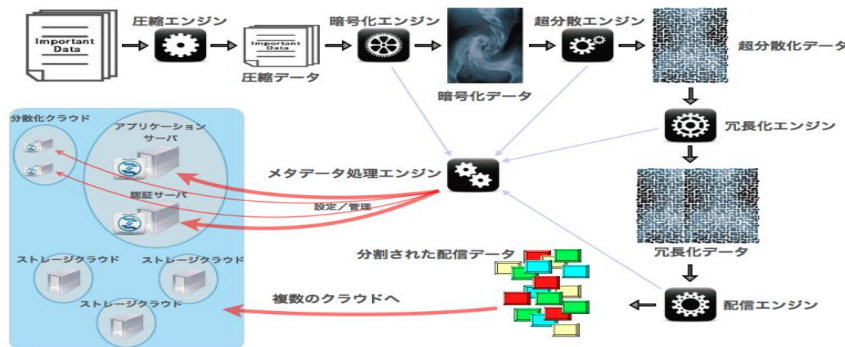 Important
Data
圧縮エンジン
Important
Data
圧縮データ
暗号化エンジン
暗号化データ
超分散エンジン
超分散化データ
冗長化エンジン
冗長化データ
配信エンジン
メタデータ処理エンジン
設定／管理
分割された配信データ
複数のクラウドへ
分散化クラウド
アプリケーション
サーバ
認証サーバ
ストレージクラウド
ストレージクラウド
ストレージクラウド